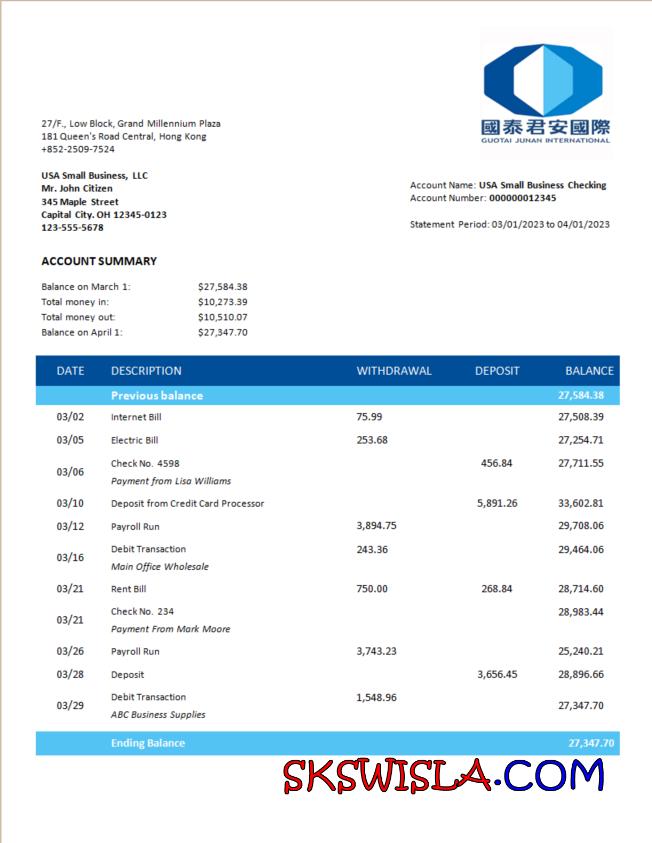 國泰君安國際
GUOTAI JUNAN INTERNATIONAL
27/F., Low Block, Grand Millennium Plaza
181 Queen's Road Central, Hong Kong
+852-2509-7524
USA Small Business, LLC
Mr. John Citizen
345 Maple Street
Capital City. OH 12345-0123
123-555-5678
Account Name: USA Small Business Checking
Account Number: 000000012345
Statement Period: 03/01/2023 to 04/01/2023
ACCOUNT SUMMARY
Balance on March 1: $27,584.38
Total money in: $10,273.39
Total money out: $10,510.07
Balance on April 1: $27,347.70
DATE DESCRIPTION WITHDRAWAL DEPOSIT BALANCE
Previous balance 27,584.38
03/02 Internet Bill 75.99 27,508.39
03/05 Electric Bill 253.68 27,254.71
03/06 Check No. 4598 456.84 27,711.55
Payment from Lisa Williams
03/10 Deposit from Credit Card Processor 5,891.26 33,602.81
03/12 Payroll Run 3,894.75 29,708.06
03/16 Debit Transaction 243.36 29,464.06
Main Office Wholesale
03/21 Rent Bill 750.00 268.84 28,714.60
03/21 Check No. 234 28,983.44
Payment From Mark Moore
03/26 Payroll Run 3,743.23 25,240.21
03/28 Deposit 3,656.45 28,896.66
03/29 Debit Transaction 1,548.96 27,347.70
ABC Business Supplies
Ending Balance 27,347.70
SKSWISLA.COM